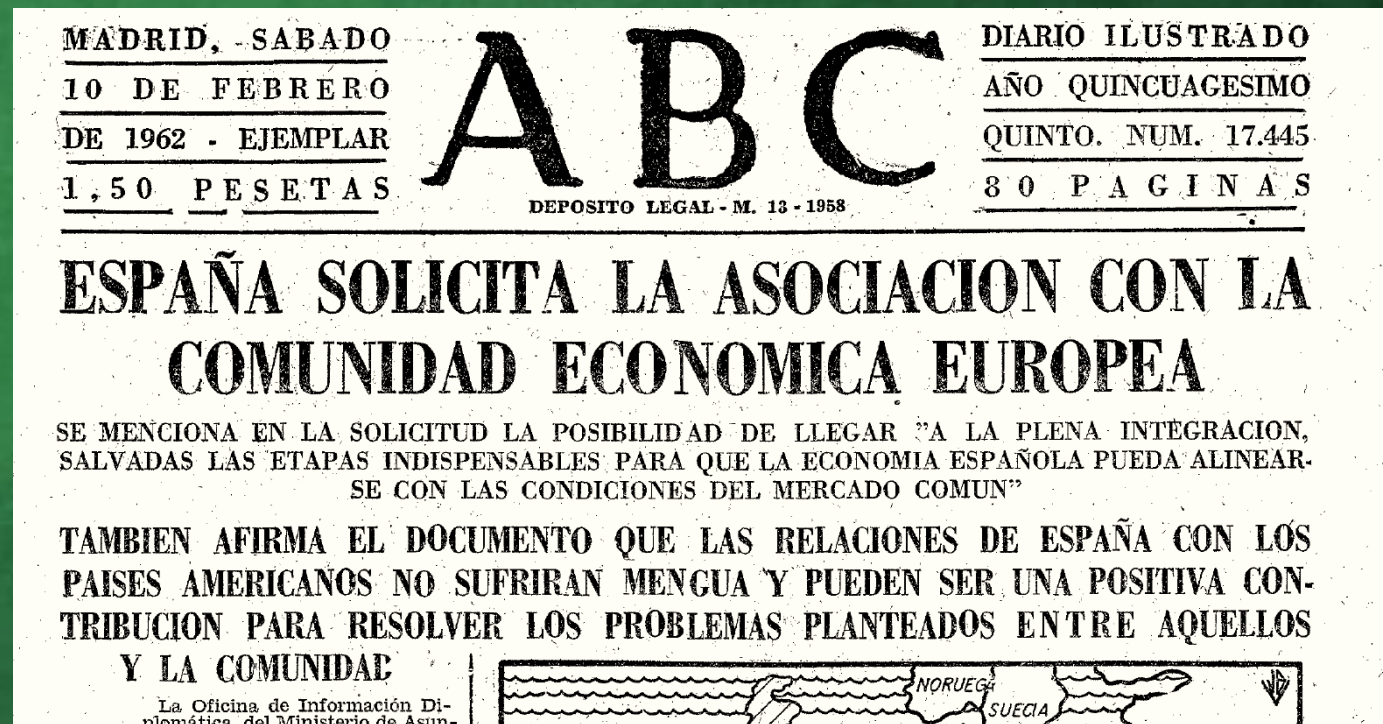 MADRID, SABADO
10 DE FEBRERO
DE 1962 - EJEMPLAR
1,50 PESETAS
ABC
DEPOSITO LEGAL - M. 13 - 1958
DIARIO ILUSTRADO
AÑO QUINCUAGESIMO
QUINTO. NUM. 17.445
80 PAGINAS
ESPAÑA SOLICITA LA ASOCIACION CON LA
COMUNIDAD ECONOMICA EUROPEA
SE MENCIONA EN LA SOLICITUD LA POSIBILIDAD DE LLEGAR "A LA PLENA INTEGRACION,
SALVADAS LAS ETAPAS INDISPENSABLES PARA QUE LA ECONOMIA ESPAÑOLA PUEDA ALINEAR-
SE CON LAS CONDICIONES DEL MERCADO COMUN"
TAMBIEN AFIRMA EL DOCUMENTO QUE LAS RELACIONES DE ESPAÑA CON LOS
PAISES AMERICANOS NO SUFRIRAN MENGUA Y PUEDEN SER UNA POSITIVA CON-
TRIBUCION PARA RESOLVER LOS PROBLEMAS PLANTEADOS ENTRE AQUELLOS
Y LA COMUNIDAD
La Oficina de Información Di-
plomática del Ministerio de Asun-
NORUEGA
SUECIA